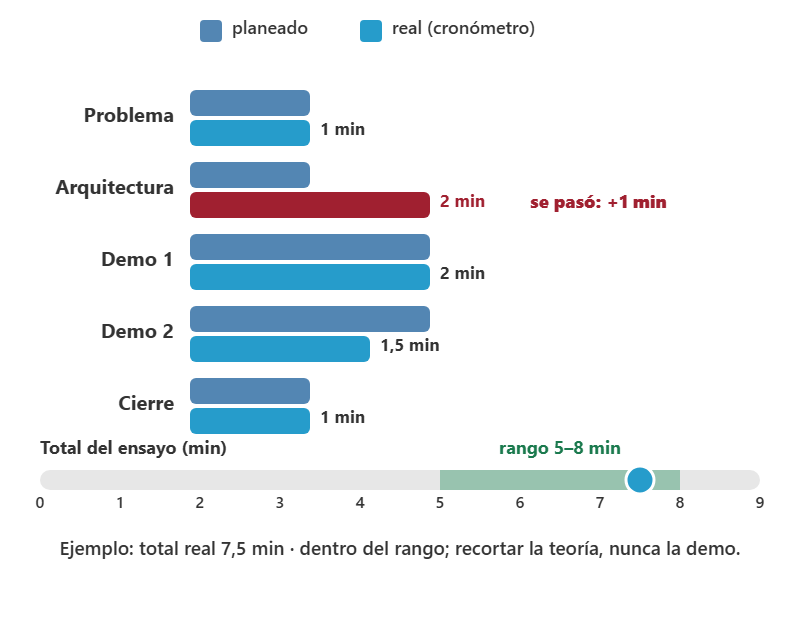 planeado real (cronómetro)
Problema
1 min
Arquitectura
2 min se pasó: +1 min
Demo 1
2 min
Demo 2
1,5 min
Cierre
1 min
Total del ensayo (min) rango 5–8 min
0 1 2 3 4 5 6 7 8 9
Ejemplo: total real 7,5 min · dentro del rango; recortar la teoría, nunca la demo.